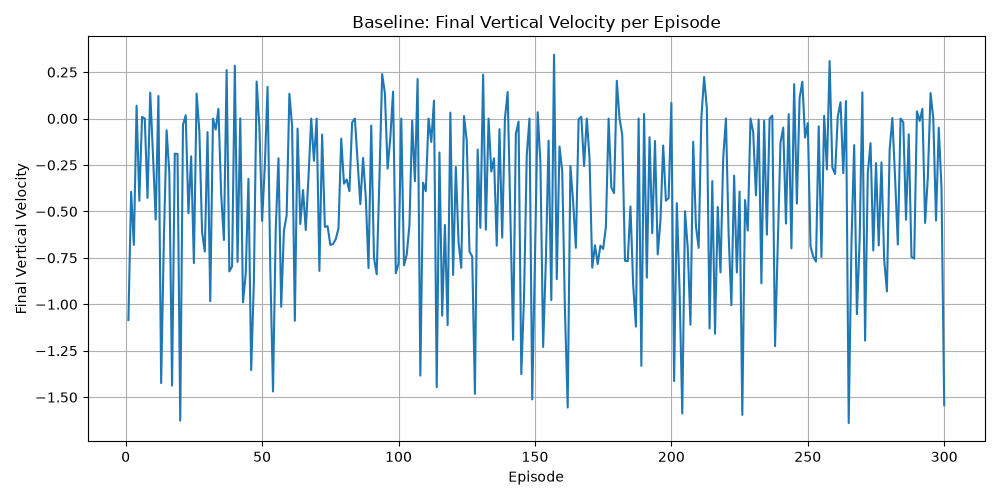 Baseline: Final Vertical Velocity per Episode
Final Vertical Velocity
0.25
0.00
−0.25
−0.50
−0.75
−1.00
−1.25
−1.50
0 50 100 150 200 250 300
Episode